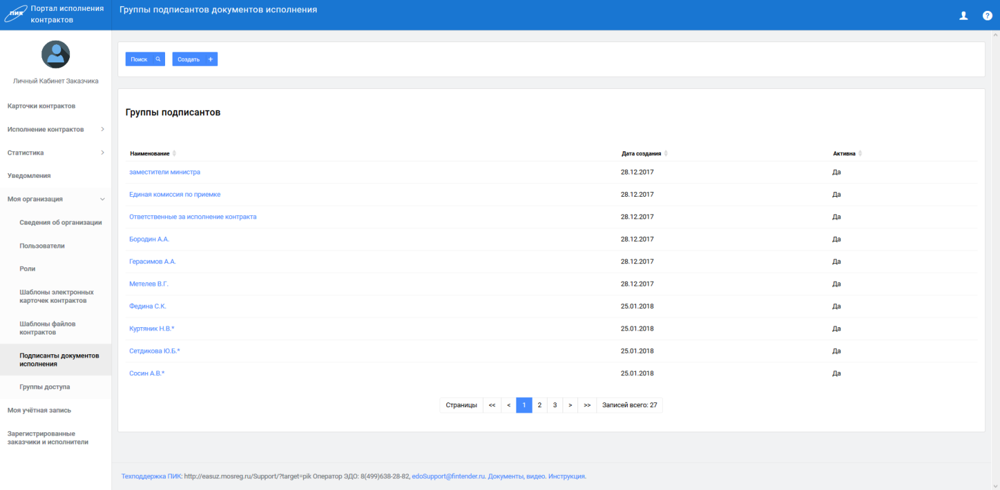 ПИК
Портал исполнения
контрактов
Группы подписантов документов исполнения
?
Личный Кабинет Заказчика
Карточки контрактов
Исполнение контрактов
Статистика
Уведомления
Моя организация
Сведения об организации
Пользователи
Роли
Шаблоны электронных
карточек контрактов
Шаблоны файлов
контрактов
Подписанты документов
исполнения
Группы доступа
Моя учётная запись
Зарегистрированные
заказчики и исполнители
Поиск Создать +
Группы подписантов
Наименование Дата создания Активна
заместители министра 28.12.2017 Да
Единая комиссия по приемке 28.12.2017 Да
Ответственные за исполнение контракта 28.12.2017 Да
Бородин А.А. 28.12.2017 Да
Герасимов А.А. 28.12.2017 Да
Метелев В.Г. 28.12.2017 Да
Федина С.К. 25.01.2018 Да
Куртяник Н.В.* 25.01.2018 Да
Сетдикова Ю.Б.* 25.01.2018 Да
Сосин А.В.* 25.01.2018 Да
Страницы << < 1 2 3 > >> Записей всего: 27
Техподдержка ПИК: http://easuz.mosreg.ru/Support/?target=pik Оператор ЭДО: 8(499)638-28-82, edoSupport@fintender.ru. Документы, видео. Инструкция.